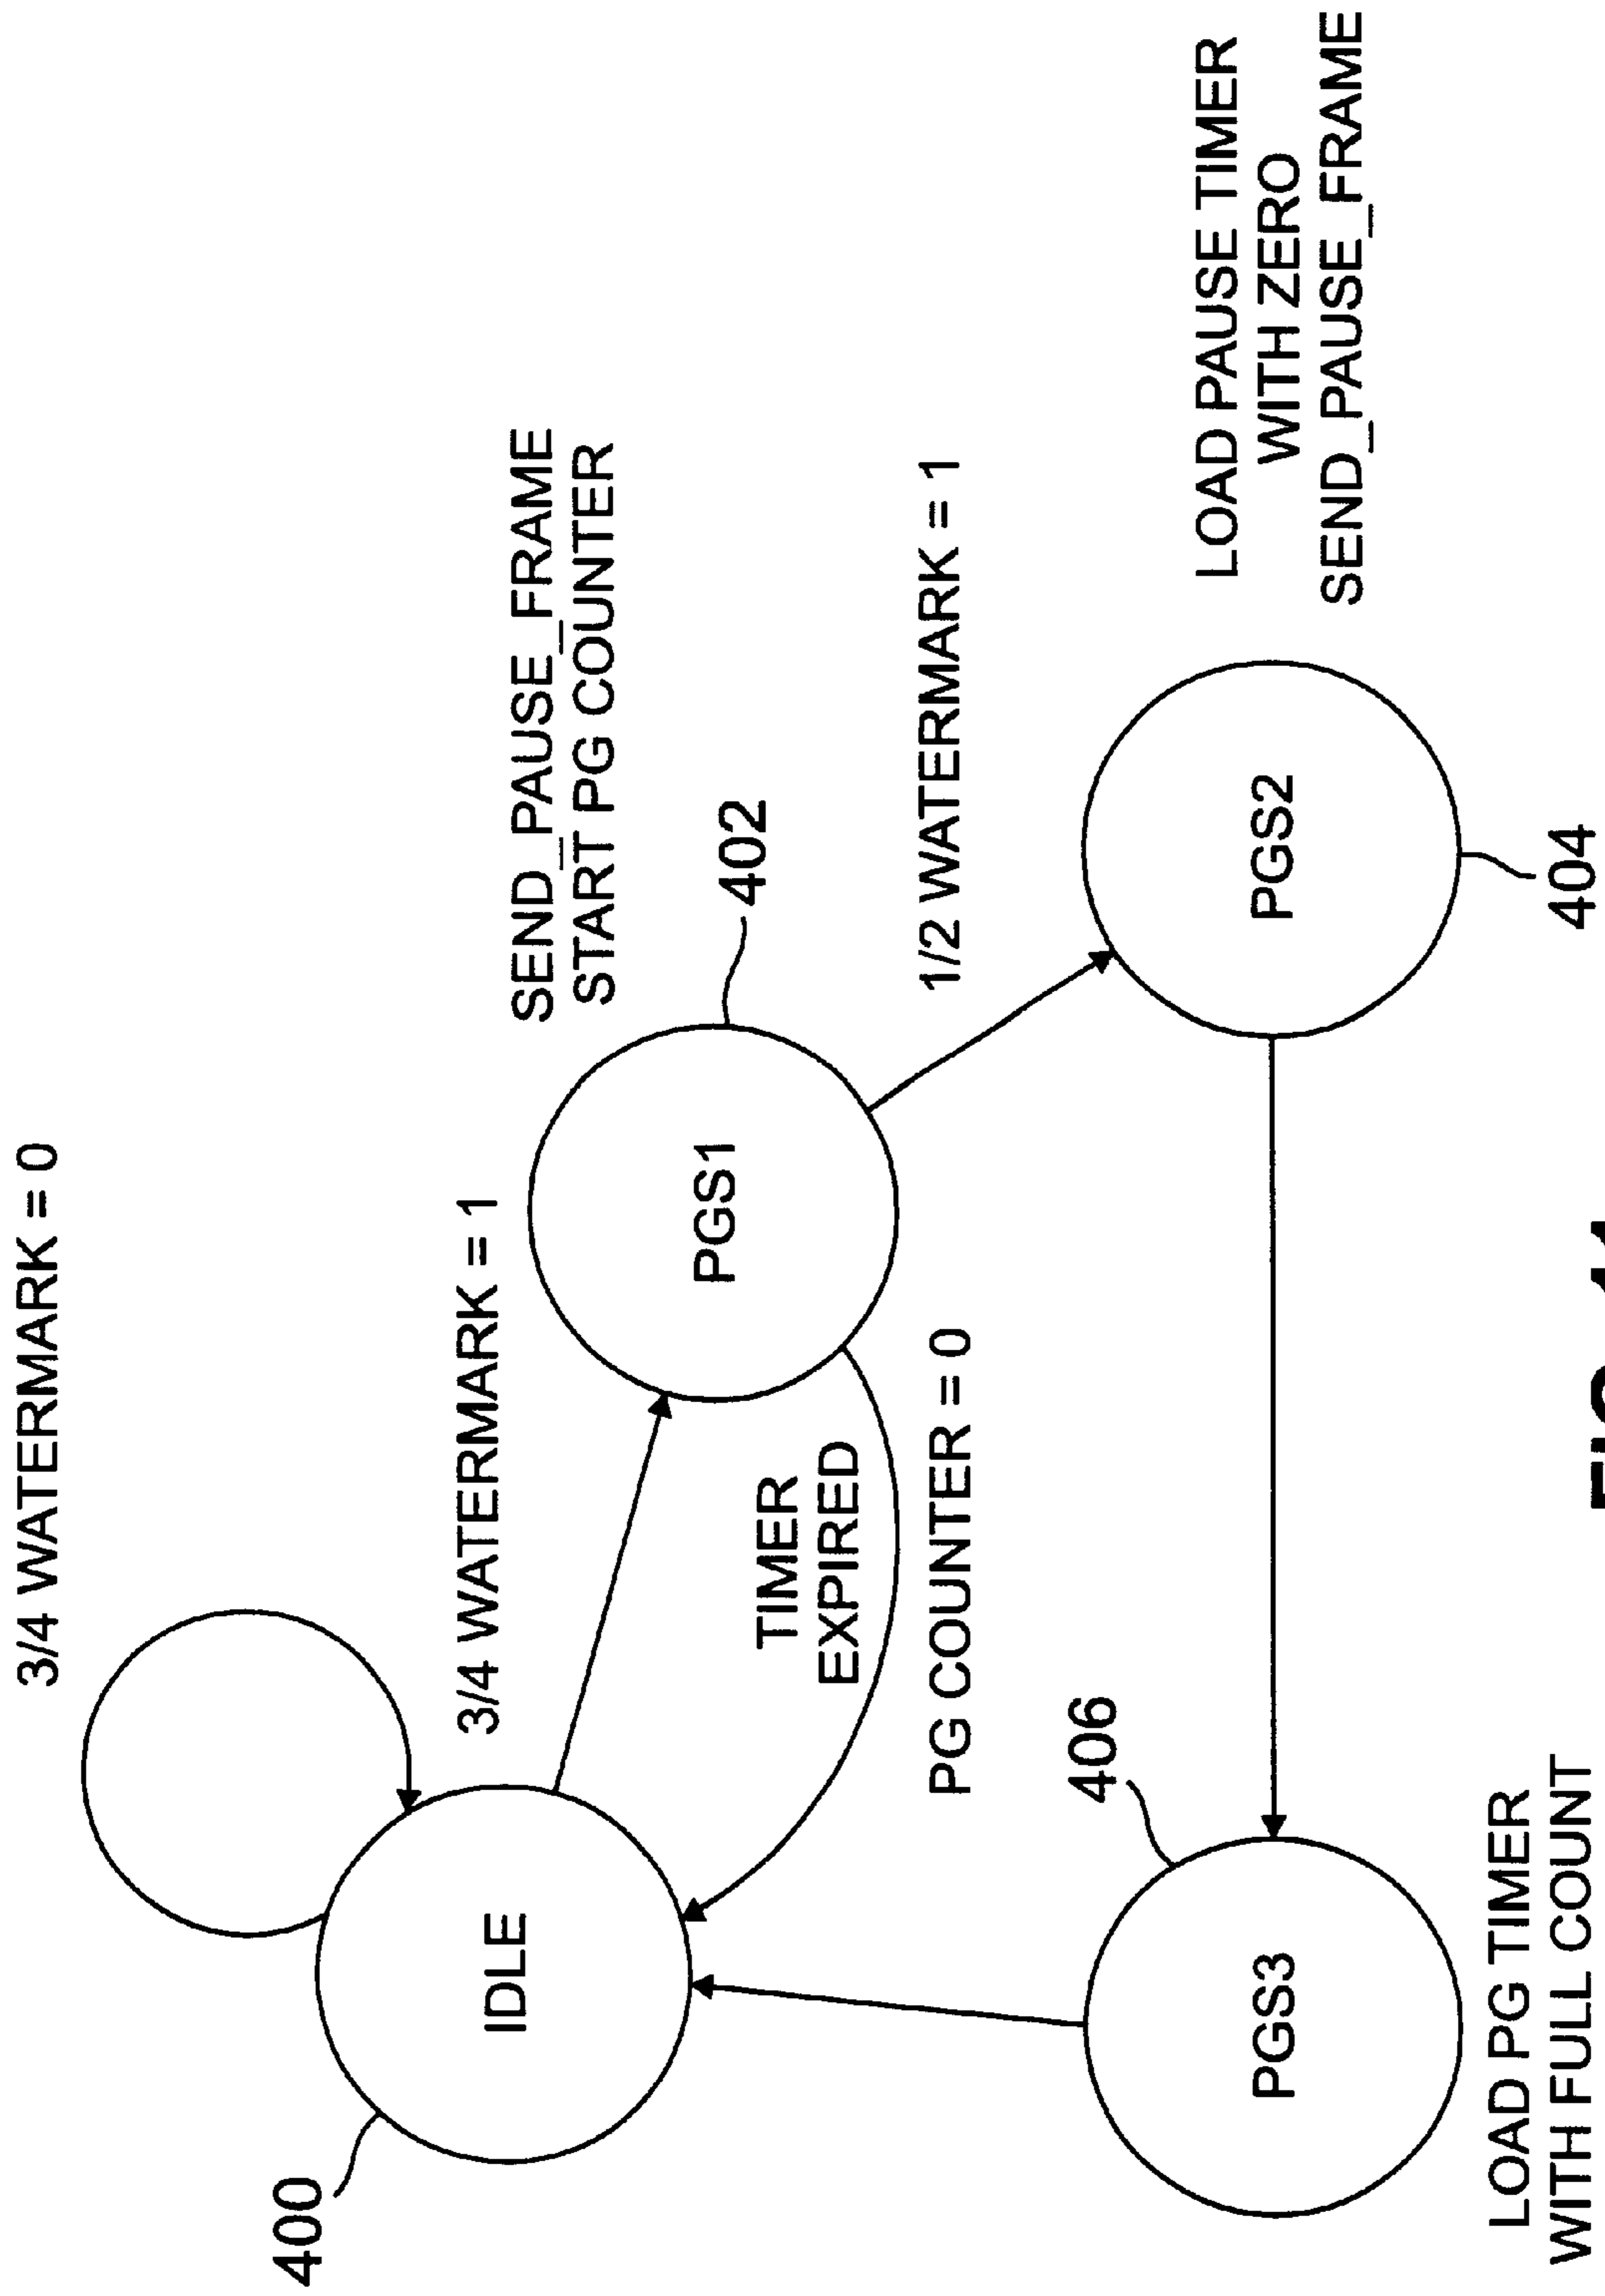 3/4 WATERMARK = 0
400
IDLE
3/4 WATERMARK = 1
SEND_PAUSE_FRAME
START PG COUNTER
402
PGS1
TIMER
EXPIRED
PG COUNTER = 0
1/2 WATERMARK = 1
406
PGS3
PGS2
LOAD PAUSE TIMER
WITH ZERO
SEND_PAUSE_FRAME
404
LOAD PG TIMER
WITH FULL COUNT